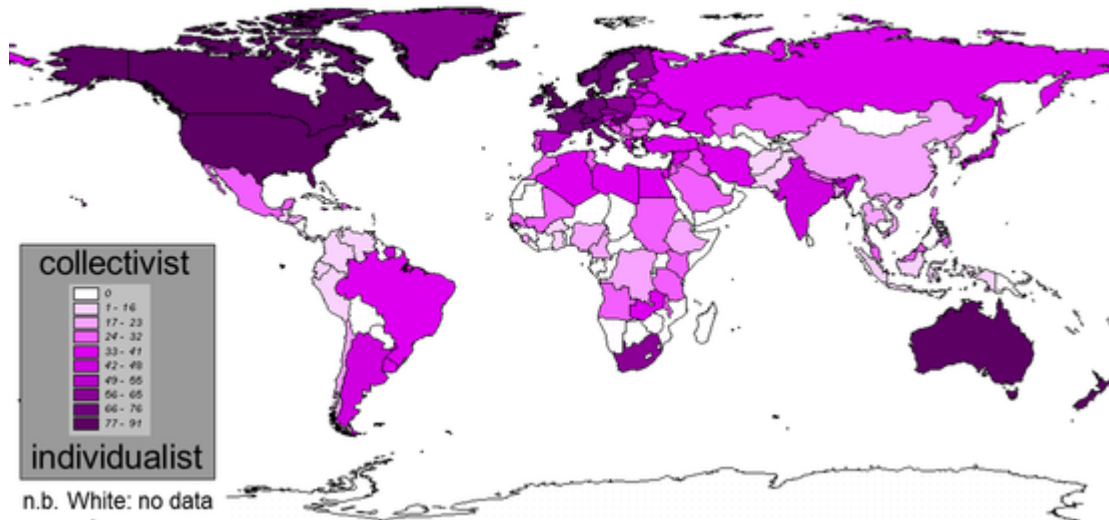 collectivist
0
1 - 16
17 - 23
24 - 32
33 - 41
42 - 48
49 - 55
56 - 65
66 - 76
77 - 91
individualist
n.b. White: no data